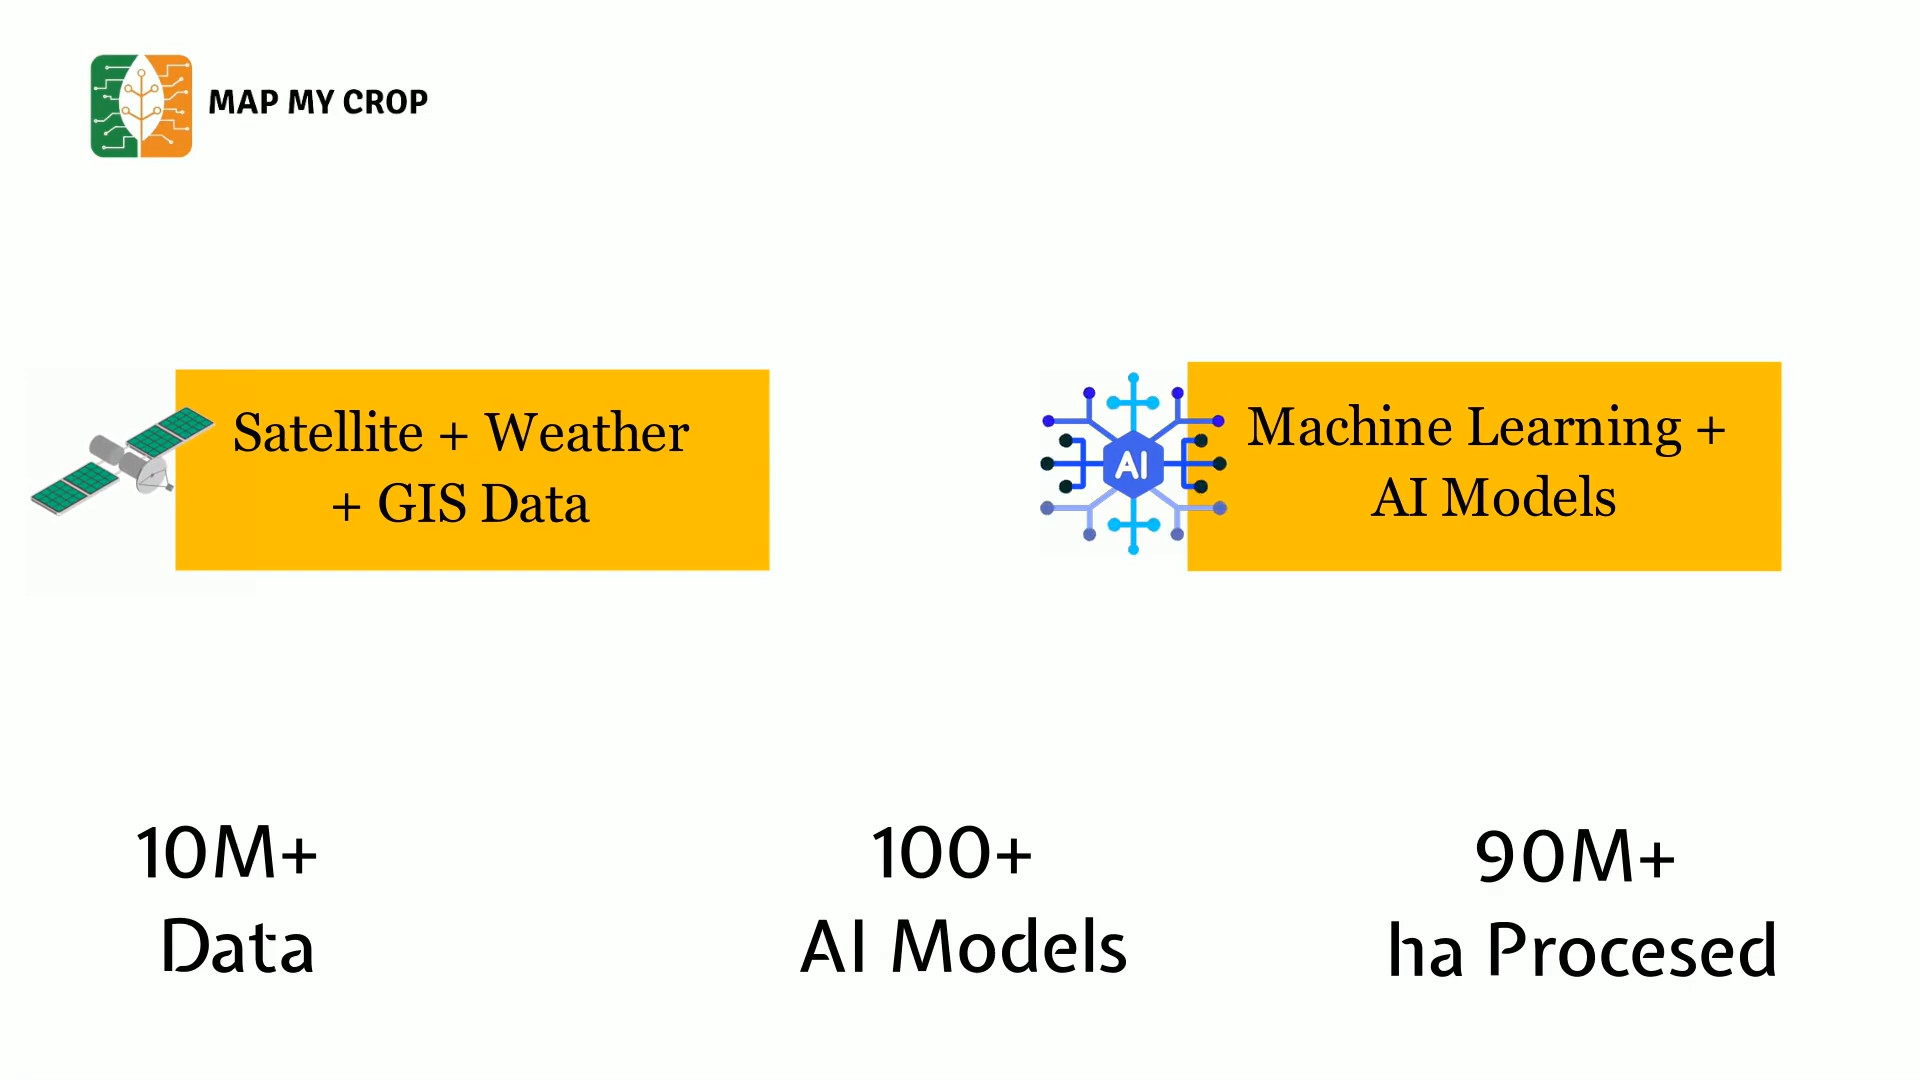 MAP MY CROP
Satellite + Weather
+ GIS Data
AI
Machine Learning +
AI Models
10M+
Data
100+
AI Models
90M+
ha Procesed